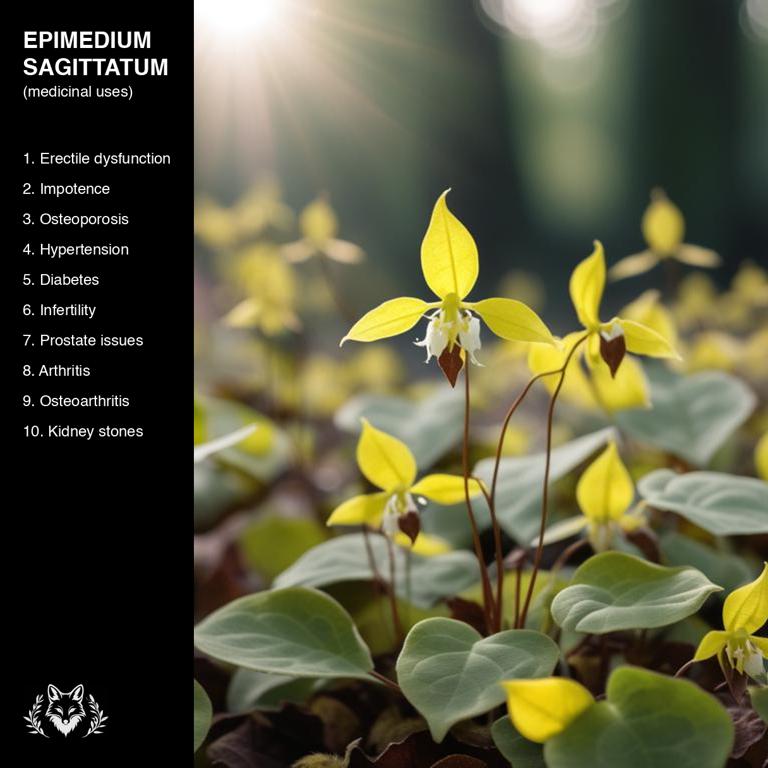 EPIMEDIUM
SAGITTATUM
(medicinal uses)
1. Erectile dysfunction
2. Impotence
3. Osteoporosis
4. Hypertension
5. Diabetes
6. Infertility
7. Prostate issues
8. Arthritis
9. Osteoarthritis
10. Kidney stones